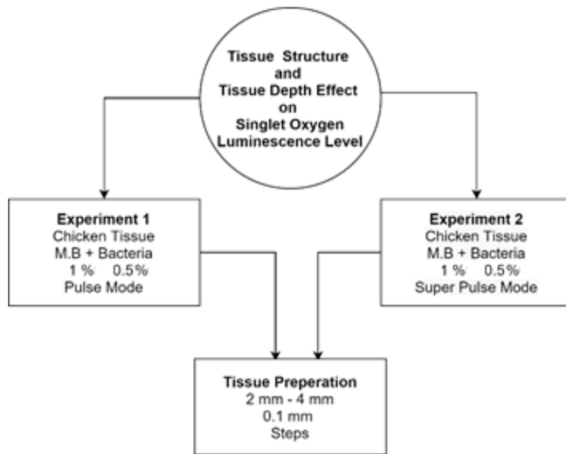 Tissue Structure
and
Tissue Depth Effect
on
Singlet Oxygen
Luminescence Level
Experiment 1
Chicken Tissue
M.B + Bacteria
1 % 0.5%
Pulse Mode
Experiment 2
Chicken Tissue
M.B + Bacteria
1 % 0.5%
Super Pulse Mode
Tissue Preperation
2 mm - 4 mm
0.1 mm
Steps